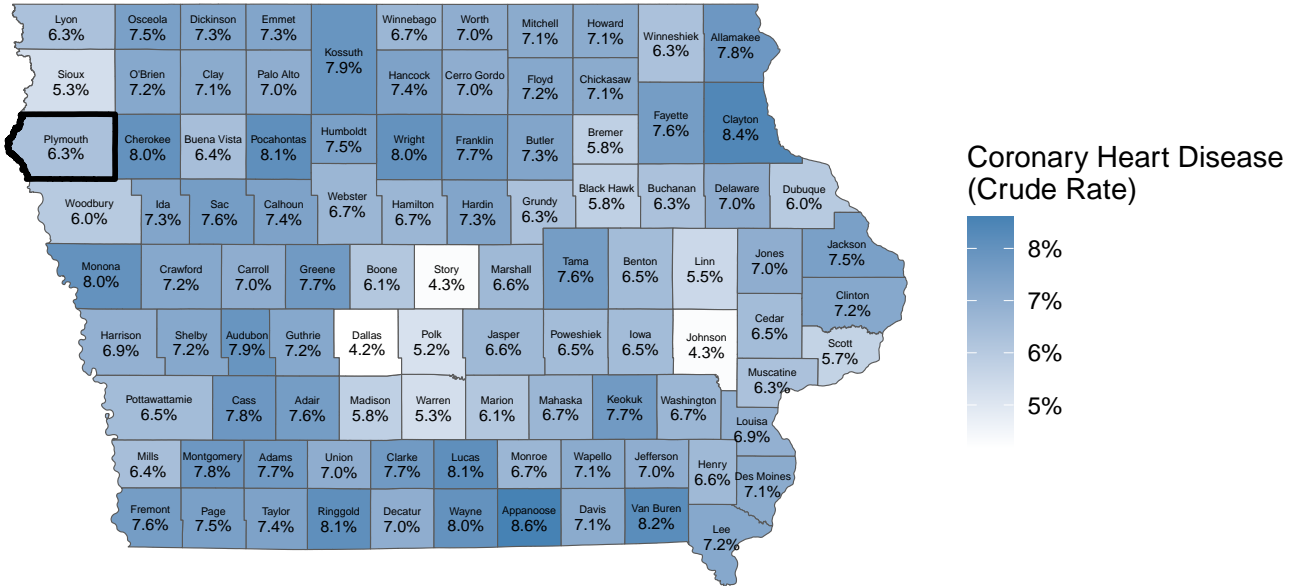 Lyon
6.3%
Osceola
7.5%
Dickinson
7.3%
Emmet
7.3%
Kossuth
7.9%
Winnebago
6.7%
Worth
7.0%
Mitchell
7.1%
Howard
7.1%
Winneshiek
6.3%
Allamakee
7.8%
Sioux
5.3%
O'Brien
7.2%
Clay
7.1%
Palo Alto
7.0%
Hancock
7.4%
Cerro Gordo
7.0%
Floyd
7.2%
Chickasaw
7.1%
Fayette
7.6%
Clayton
8.4%
Plymouth
6.3%
Cherokee
8.0%
Buena Vista
6.4%
Pocahontas
8.1%
Humboldt
7.5%
Wright
8.0%
Franklin
7.7%
Butler
7.3%
Bremer
5.8%
Woodbury
6.0%
Ida
7.3%
Sac
7.6%
Calhoun
7.4%
Webster
6.7%
Hamilton
6.7%
Hardin
7.3%
Grundy
6.3%
Black Hawk
5.8%
Buchanan
6.3%
Delaware
7.0%
Dubuque
6.0%
Monona
8.0%
Crawford
7.2%
Carroll
7.0%
Greene
7.7%
Boone
6.1%
Story
4.3%
Marshall
6.6%
Tama
7.6%
Benton
6.5%
Linn
5.5%
Jones
7.0%
Jackson
7.5%
Clinton
7.2%
Harrison
6.9%
Shelby
7.2%
Audubon
7.9%
Guthrie
7.2%
Dallas
4.2%
Polk
5.2%
Jasper
6.6%
Poweshiek
6.5%
Iowa
6.5%
Johnson
4.3%
Cedar
6.5%
Scott
5.7%
Muscatine
6.3%
Pottawattamie
6.5%
Cass
7.8%
Adair
7.6%
Madison
5.8%
Warren
5.3%
Marion
6.1%
Mahaska
6.7%
Keokuk
7.7%
Washington
6.7%
Louisa
6.9%
Mills
6.4%
Montgomery
7.8%
Adams
7.7%
Union
7.0%
Clarke
7.7%
Lucas
8.1%
Monroe
6.7%
Wapello
7.1%
Jefferson
7.0%
Henry
6.6%
Des Moines
7.1%
Fremont
7.6%
Page
7.5%
Taylor
7.4%
Ringgold
8.1%
Decatur
7.0%
Wayne
8.0%
Appanoose
8.6%
Davis
7.1%
Van Buren
8.2%
Lee
7.2%
Coronary Heart Disease
(Crude Rate)
8%
7%
6%
5%